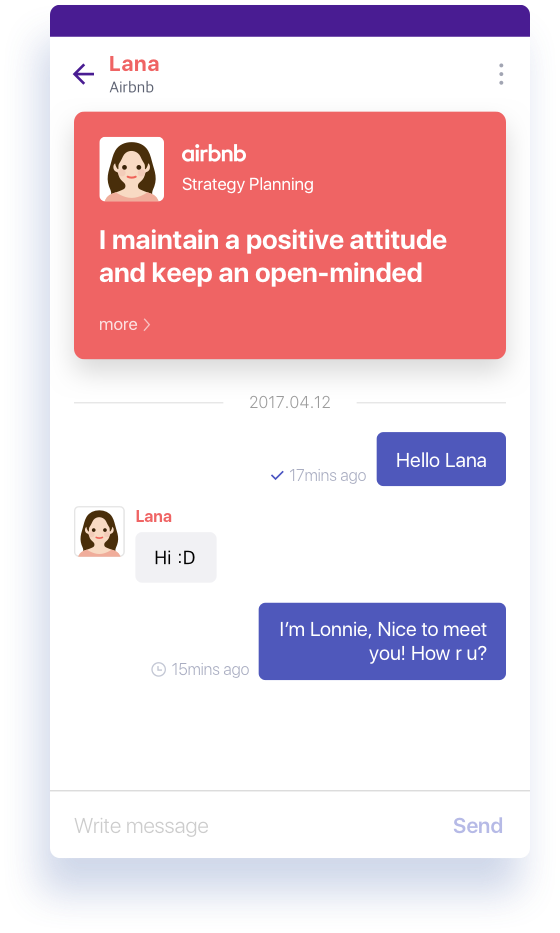 Lana
Airbnb
airbnb
Strategy Planning
I maintain a positive attitude
and keep an open-minded
more >
2017.04.12
Hello Lana
17mins ago
Lana
Hi :D
I’m Lonnie, Nice to meet
you! How r u?
15mins ago
Write message
Send